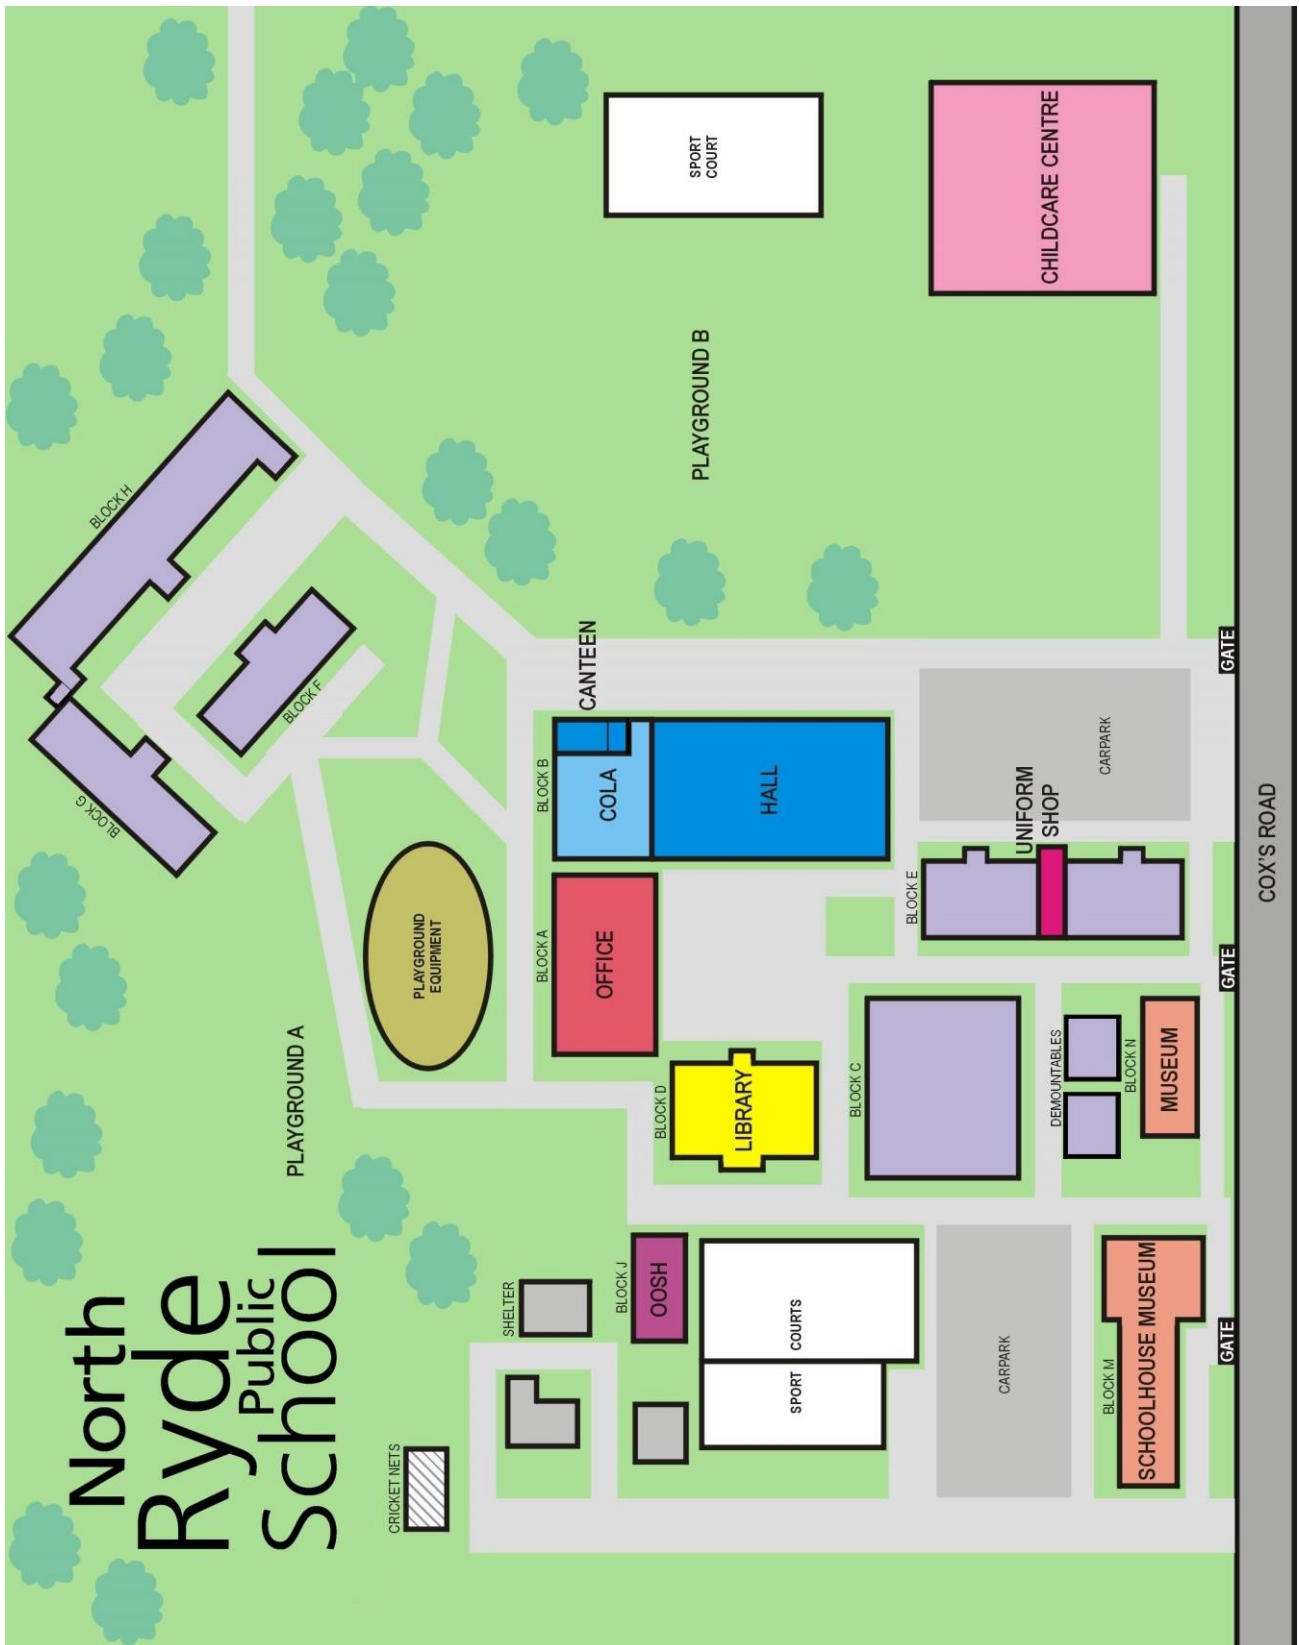 North
Ryde
Public
School
PLAYGROUND A
CRICKET NETS
SHELTER
BLOCK J
OOSH
SPORT
COURTS
CARPARK
BLOCK M
SCHOOLHOUSE MUSEUM
GATE
BLOCK G
BLOCK H
BLOCK F
PLAYGROUND
EQUIPMENT
BLOCK A
OFFICE
BLOCK D
LIBRARY
BLOCK C
DEMOUNTABLES
BLOCK N
MUSEUM
GATE
BLOCK B
COLA
CANTEEN
HALL
BLOCK E
UNIFORM
SHOP
CARPARK
GATE
PLAYGROUND B
SPORT
COURT
CHILDCARE CENTRE
COX'S ROAD